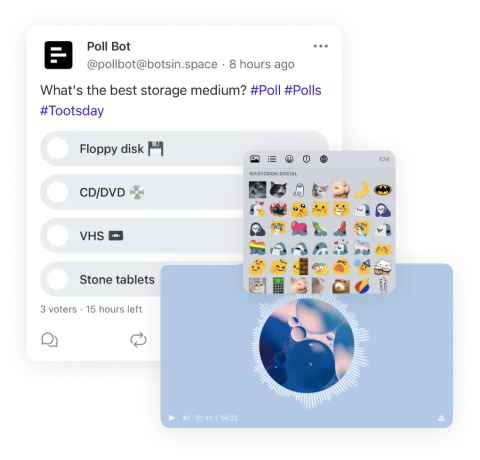 Poll Bot
@pollbot@botsin.space · 8 hours ago
What's the best storage medium? #Poll #Polls
#Tootsday
Floppy disk
CD/DVD
VHS
Stone tablets
3 voters · 15 hours left
434
MASTODON.SOCIAL
01:41 / 06:22